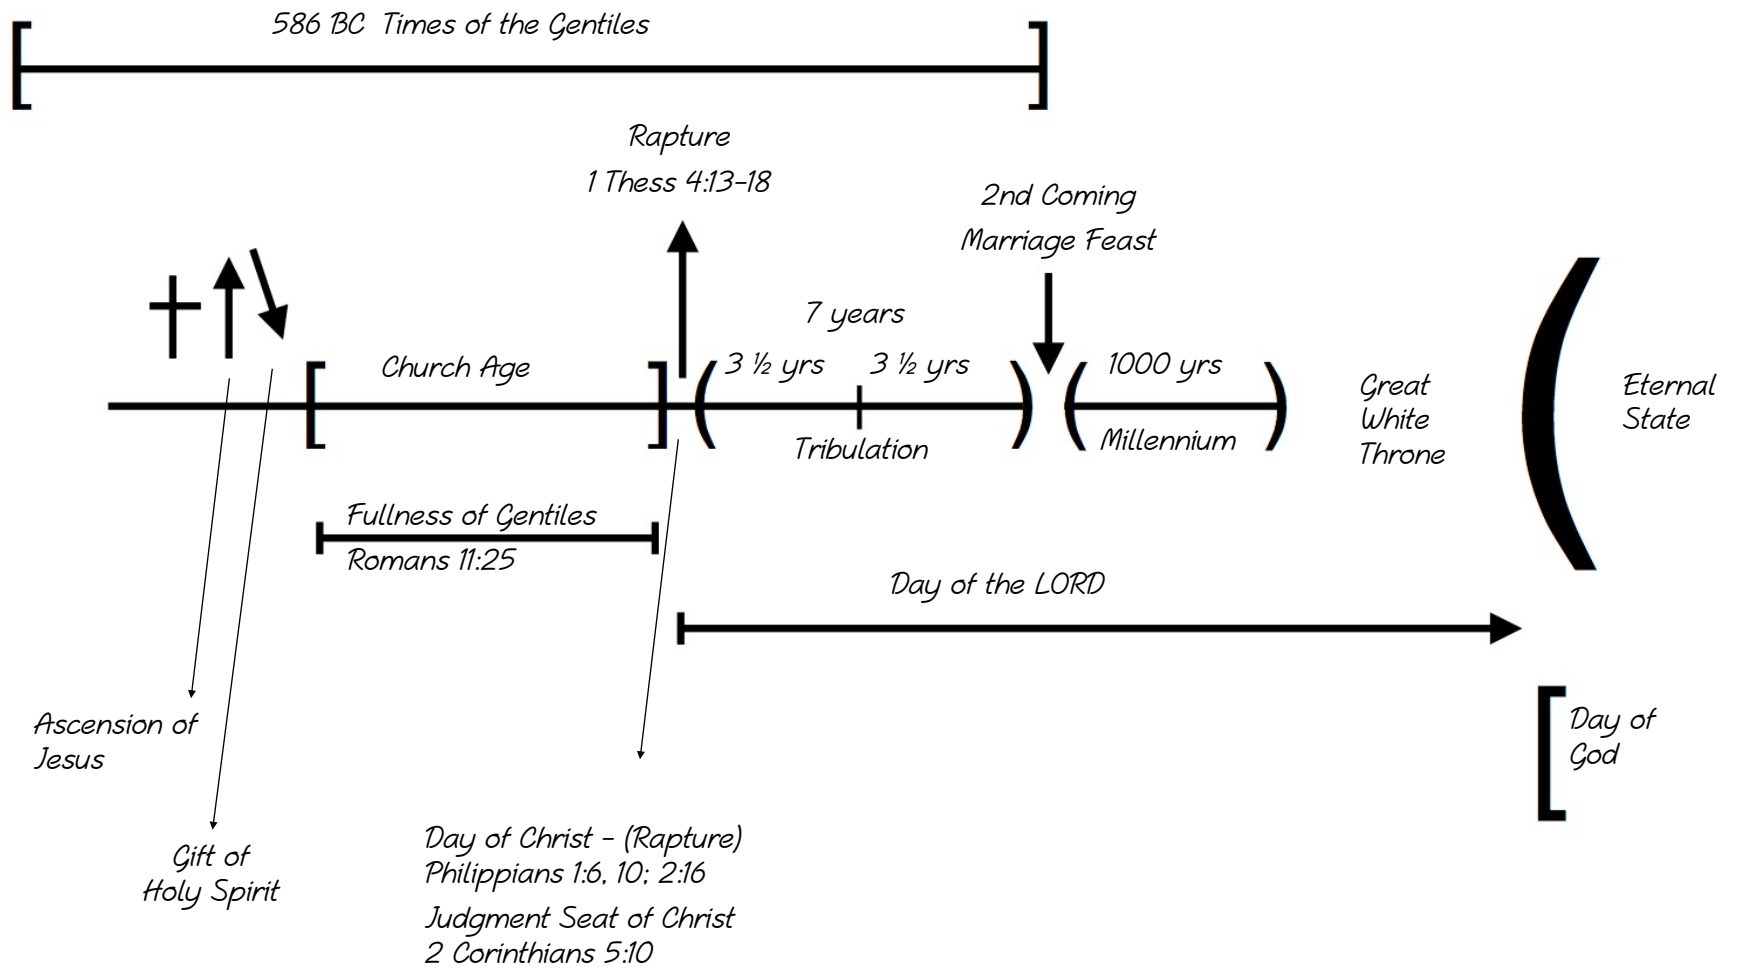 586 BC Times of the Gentiles
Rapture
1 Thess 4:13-18
2nd Coming
Marriage Feast
7 years
3 ½ yrs
3 ½ yrs
1000 yrs
Church Age
Great
White
Throne
Eternal
State
Tribulation
Millennium
Fullness of Gentiles
Romans 11:25
Day of the LORD
Ascension of
Jesus
Day of
God
Gift of
Holy Spirit
Day of Christ - (Rapture)
Philippians 1:6, 10; 2:16
Judgment Seat of Christ
2 Corinthians 5:10